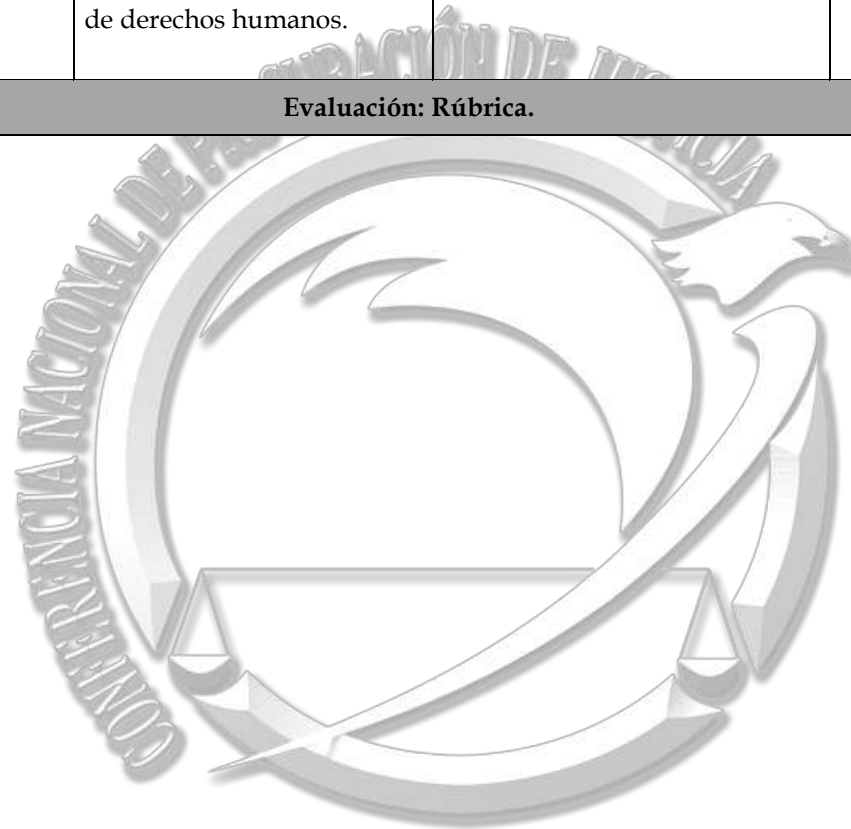 de derechos humanos.
Evaluación: Rúbrica.
CONFERENCIA NACIONAL DE PROCURACIÓN DE JUSTICIA